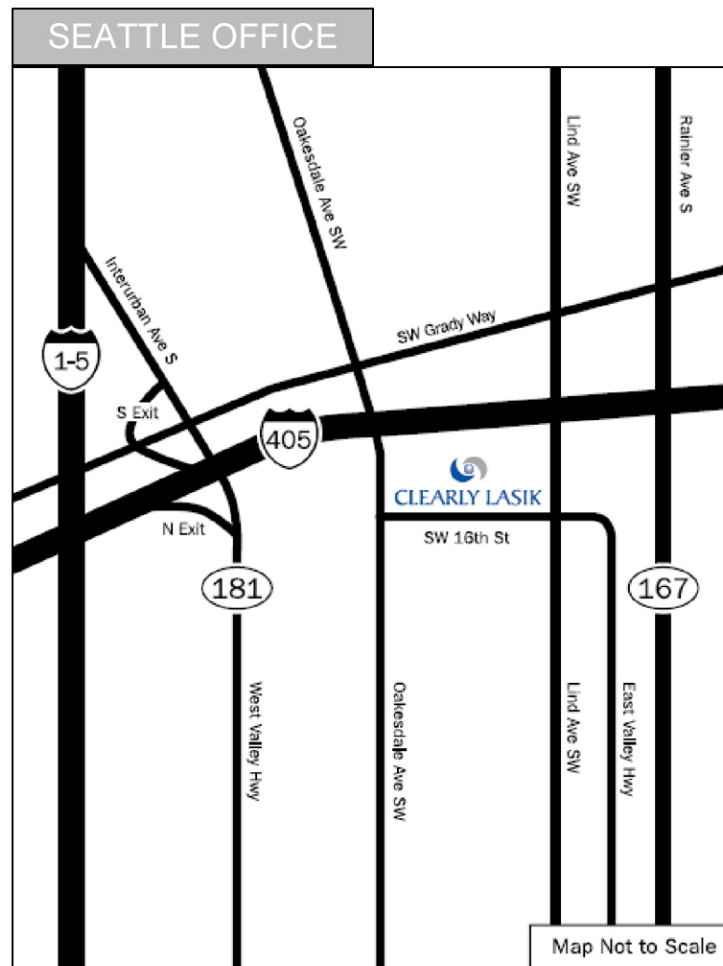 SEATTLE OFFICE
Oakesdale Ave SW
Lind Ave SW
Rainier Ave S
Interurban Ave S
SW Grady Way
1-5
S Exit
405
CLEARLY LASIK
N Exit
SW 16th St
181
167
West Valley Hwy
Oakesdale Ave SW
Lind Ave SW
East Valley Hwy
Map Not to Scale